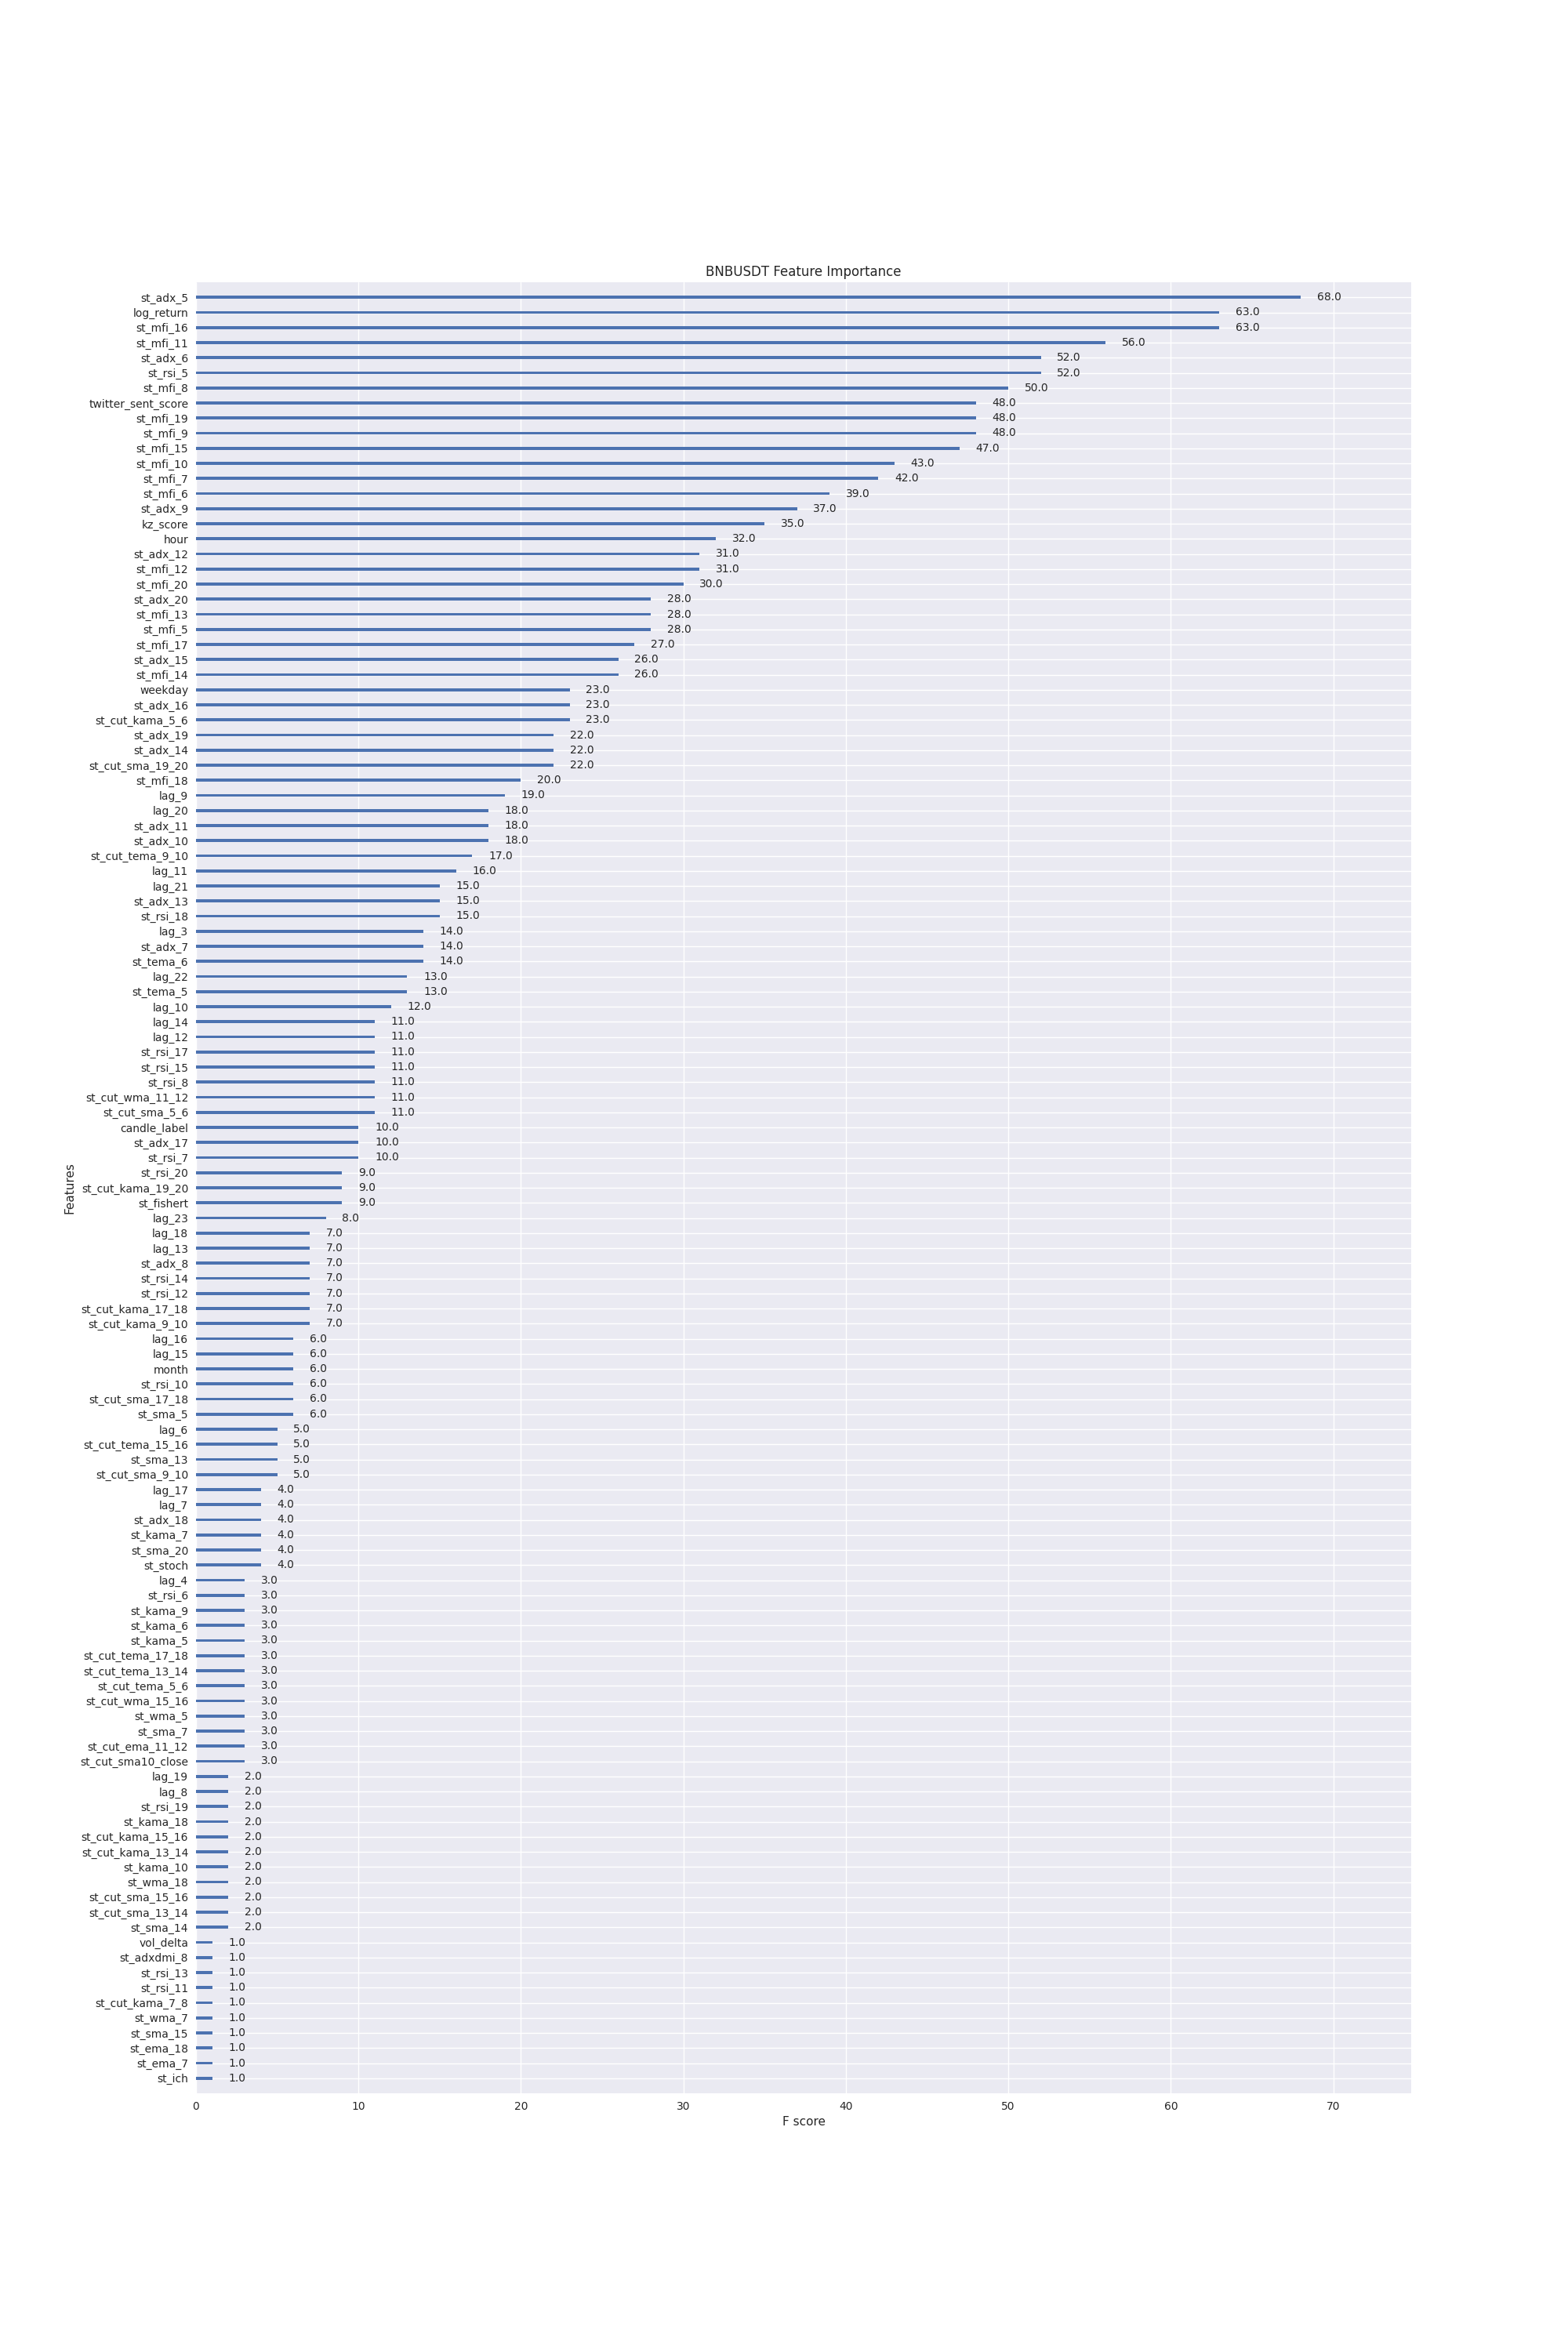 BNBUSDT Feature Importance
st_adx_5 68.0
log_return 63.0
st_mfi_16 63.0
st_mfi_11 56.0
st_adx_6 52.0
st_rsi_5 52.0
st_mfi_8 50.0
twitter_sent_score 48.0
st_mfi_19 48.0
st_mfi_9 48.0
st_mfi_15 47.0
st_mfi_10 43.0
st_mfi_7 42.0
st_mfi_6 39.0
st_adx_9 37.0
kz_score 35.0
hour 32.0
st_adx_12 31.0
st_mfi_12 31.0
st_mfi_20 30.0
st_adx_20 28.0
st_mfi_13 28.0
st_mfi_5 28.0
st_mfi_17 27.0
st_adx_15 26.0
st_mfi_14 26.0
weekday 23.0
st_adx_16 23.0
st_cut_kama_5_6 23.0
st_adx_19 22.0
st_adx_14 22.0
st_cut_sma_19_20 22.0
st_mfi_18 20.0
lag_9 19.0
lag_20 18.0
st_adx_11 18.0
st_adx_10 18.0
st_cut_tema_9_10 17.0
lag_11 16.0
lag_21 15.0
st_adx_13 15.0
st_rsi_18 15.0
lag_3 14.0
st_adx_7 14.0
st_tema_6 14.0
lag_22 13.0
st_tema_5 13.0
lag_10 12.0
lag_14 11.0
lag_12 11.0
st_rsi_17 11.0
st_rsi_15 11.0
st_rsi_8 11.0
st_cut_wma_11_12 11.0
st_cut_sma_5_6 11.0
candle_label 10.0
st_adx_17 10.0
st_rsi_7 10.0
st_rsi_20 9.0
st_cut_kama_19_20 9.0
Features
st_fishert 9.0
lag_23 8.0
lag_18 7.0
lag_13 7.0
st_adx_8 7.0
st_rsi_14 7.0
st_rsi_12 7.0
st_cut_kama_17_18 7.0
st_cut_kama_9_10 7.0
lag_16 6.0
lag_15 6.0
month 6.0
st_rsi_10 6.0
st_cut_sma_17_18 6.0
st_sma_5 6.0
lag_6 5.0
st_cut_tema_15_16 5.0
st_sma_13 5.0
st_cut_sma_9_10 5.0
lag_17 4.0
lag_7 4.0
st_adx_18 4.0
st_kama_7 4.0
st_sma_20 4.0
st_stoch 4.0
lag_4 3.0
st_rsi_6 3.0
st_kama_9 3.0
st_kama_6 3.0
st_kama_5 3.0
st_cut_tema_17_18 3.0
st_cut_tema_13_14 3.0
st_cut_tema_5_6 3.0
st_cut_wma_15_16 3.0
st_wma_5 3.0
st_sma_7 3.0
st_cut_ema_11_12 3.0
st_cut_sma10_close 3.0
lag_19 2.0
lag_8 2.0
st_rsi_19 2.0
st_kama_18 2.0
st_cut_kama_15_16 2.0
st_cut_kama_13_14 2.0
st_kama_10 2.0
st_wma_18 2.0
st_cut_sma_15_16 2.0
st_cut_sma_13_14 2.0
st_sma_14 2.0
vol_delta 1.0
st_adxdmi_8 1.0
st_rsi_13 1.0
st_rsi_11 1.0
st_cut_kama_7_8 1.0
st_wma_7 1.0
st_sma_15 1.0
st_ema_18 1.0
st_ema_7 1.0
st_ich 1.0
0 10 20 30 40 50 60 70
F score